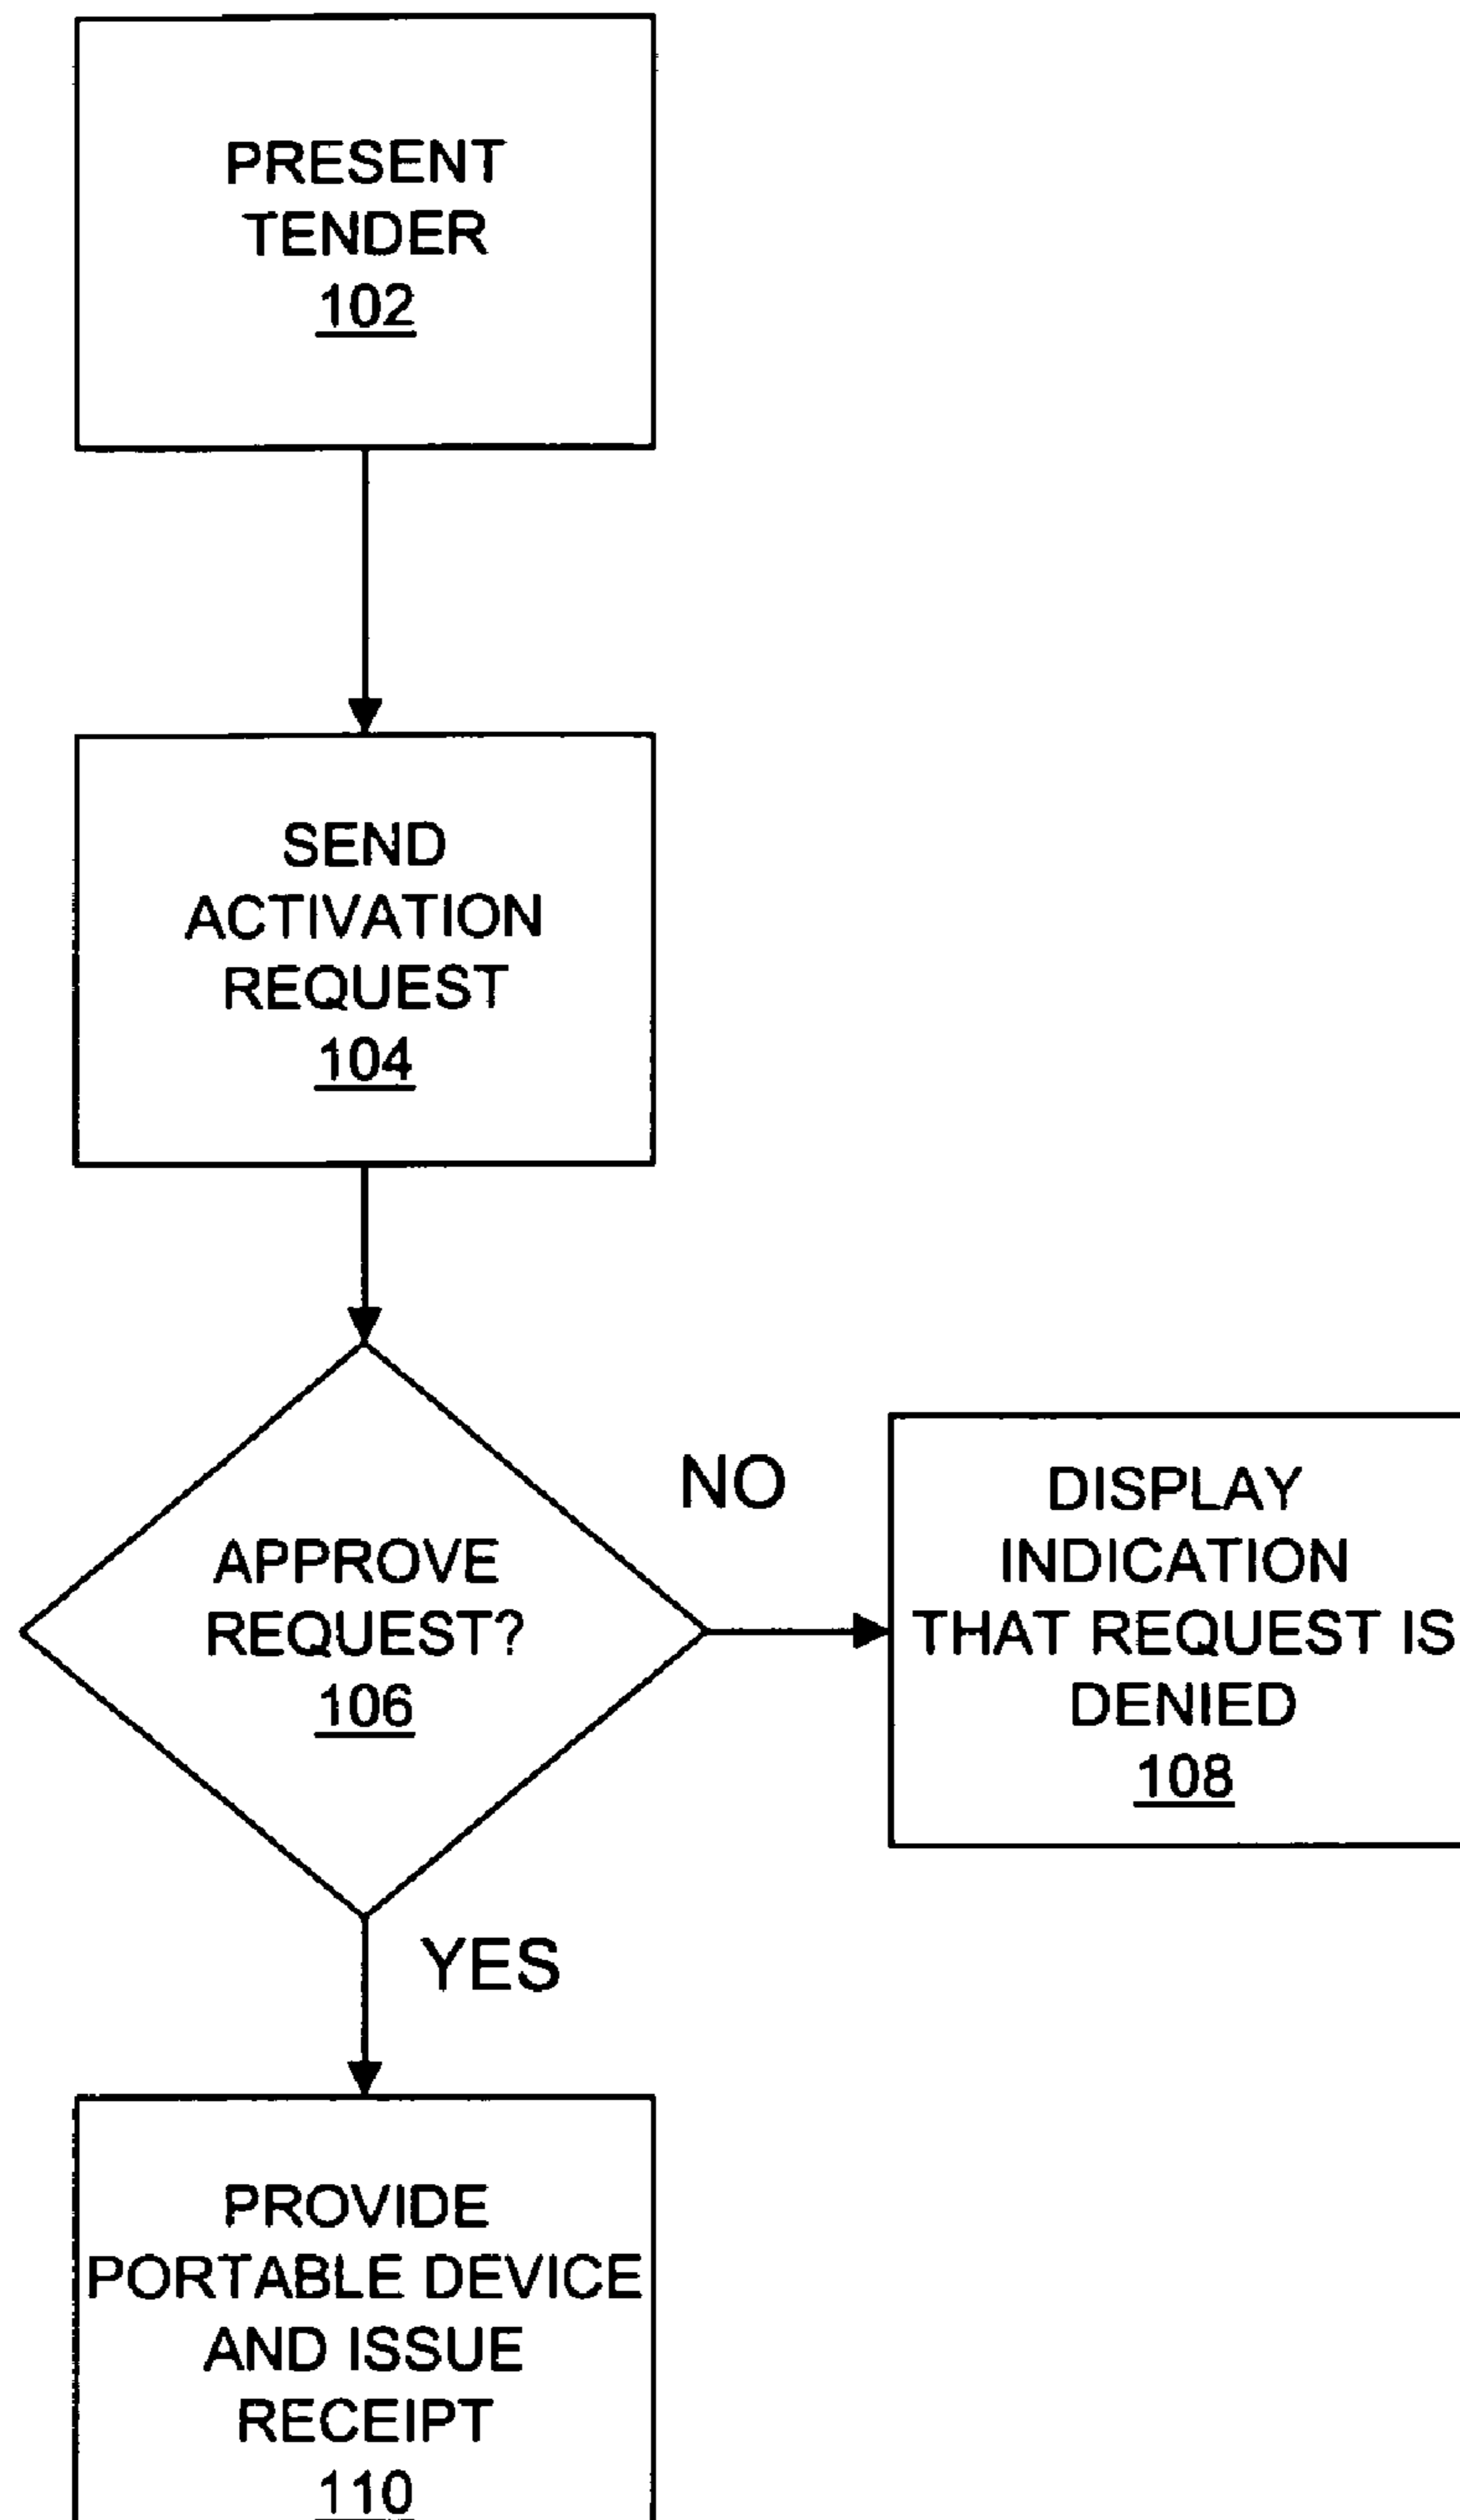 PRESENT
TENDER
102
SEND
ACTIVATION
REQUEST
104
APPROVE
REQUEST?
106
NO
DISPLAY
INDICATION
THAT REQUEST IS
DENIED
108
YES
PROVIDE
PORTABLE DEVICE
AND ISSUE
RECEIPT
110